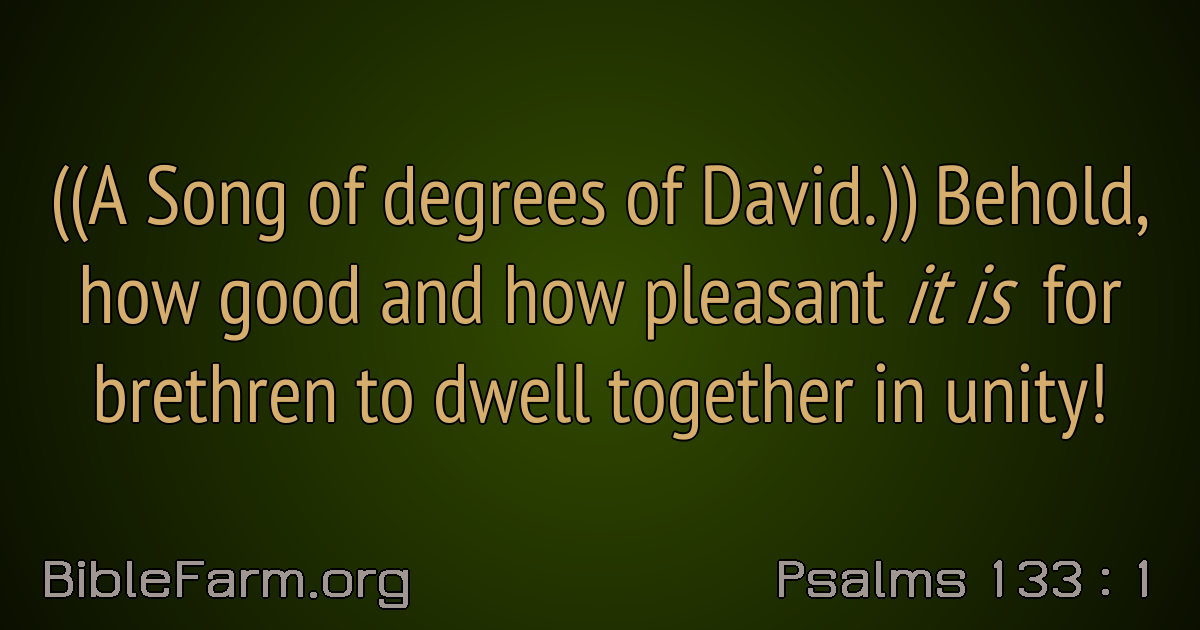 ((A Song of degrees of David.)) Behold,
how good and how pleasant it is for
brethren to dwell together in unity!
BibleFarm.org
Psalms 133 : 1